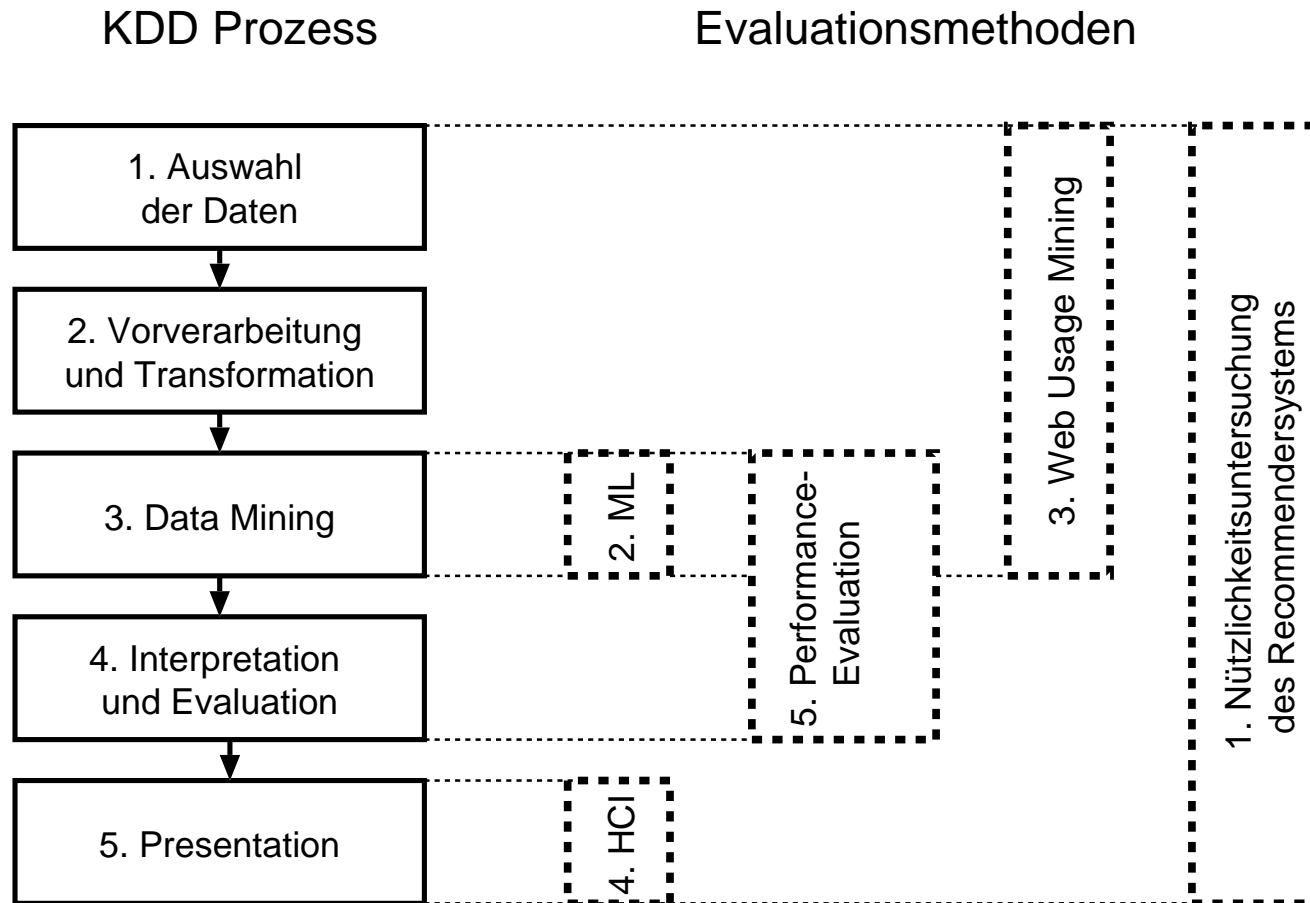 KDD Prozess
Evaluationsmethoden
1. Auswahl
der Daten
2. Vorverarbeitung
und Transformation
3. Data Mining
4. Interpretation
und Evaluation
5. Presentation
2. ML
4. HCI
5. Performance-
Evaluation
3. Web Usage Mining
1. Nützlichkeitsuntersuchung
des Recommendersystems